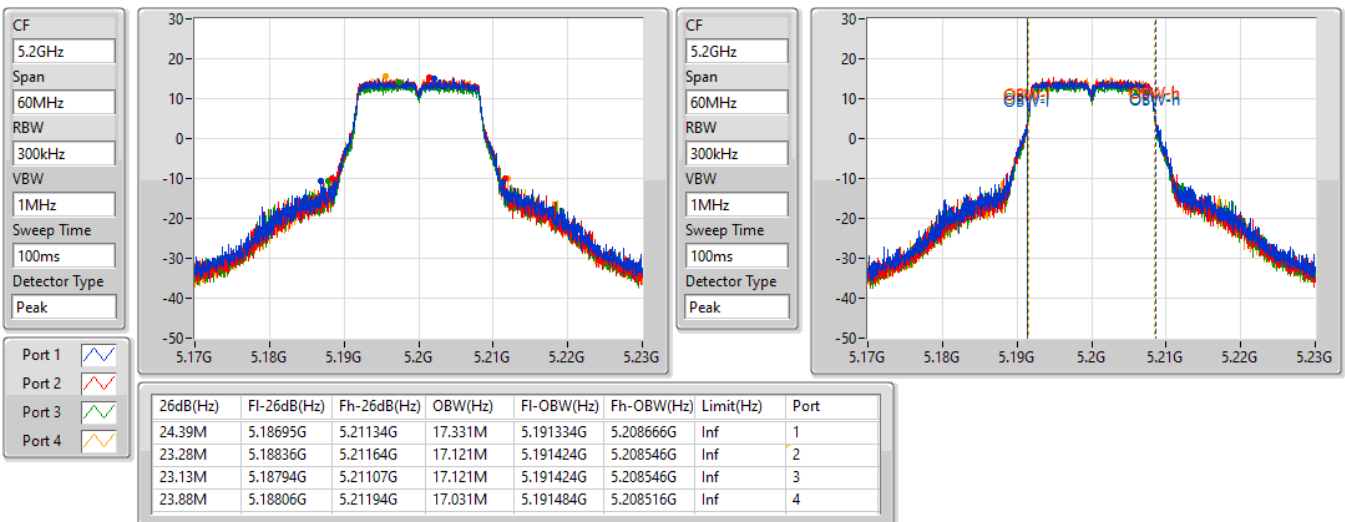 CF
5.2GHz
Span
60MHz
RBW
300kHz
VBW
1MHz
Sweep Time
100ms
Detector Type
Peak
30
20
10
0
-10
-20
-30
-40
-50
5.17G 5.18G 5.19G 5.2G 5.21G 5.22G 5.23G
CF
5.2GHz
Span
60MHz
RBW
300kHz
VBW
1MHz
Sweep Time
100ms
Detector Type
Peak
30
20
10
0
-10
-20
-30
-40
-50
OBW-l OBW-h
5.17G 5.18G 5.19G 5.2G 5.21G 5.22G 5.23G
Port 1
Port 2
Port 3
Port 4
26dB(Hz) Fl-26dB(Hz) Fh-26dB(Hz) OBW(Hz) Fl-OBW(Hz) Fh-OBW(Hz) Limit(Hz) Port
24.39M 5.18695G 5.21134G 17.331M 5.191334G 5.208666G Inf 1
23.28M 5.18836G 5.21164G 17.121M 5.191424G 5.208546G Inf 2
23.13M 5.18794G 5.21107G 17.121M 5.191424G 5.208546G Inf 3
23.88M 5.18806G 5.21194G 17.031M 5.191484G 5.208516G Inf 4